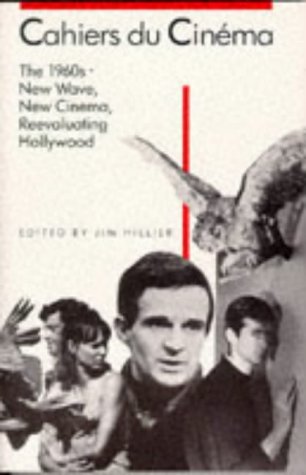 Cahiers du Cinéma
The 1960s -
New Wave,
New Cinema,
Reevaluating
Hollywood
EDITED BY JIM HILLIER